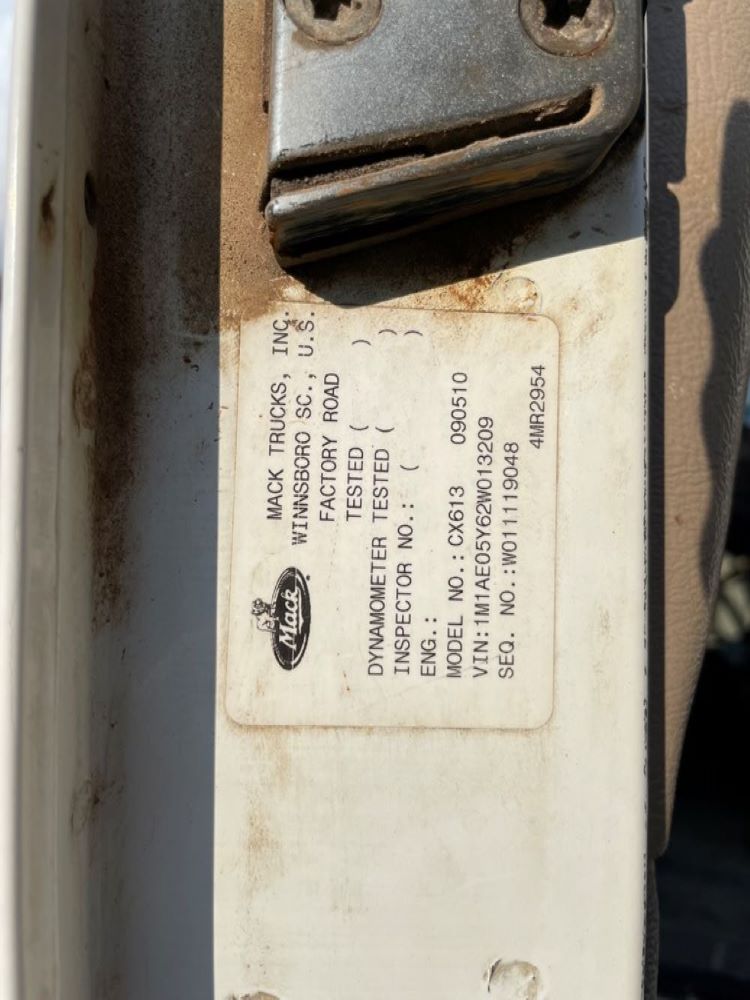 Mack
MACK TRUCKS, INC.
WINNSBORO SC., U.S.
FACTORY ROAD
TESTED ( )
DYNAMOMETER TESTED ( )
INSPECTOR NO.: ( )
ENG.:
MODEL NO.: CX613 090510
VIN:1M1AE05Y62W013209
SEQ. NO.:W0111119048
4MR2954